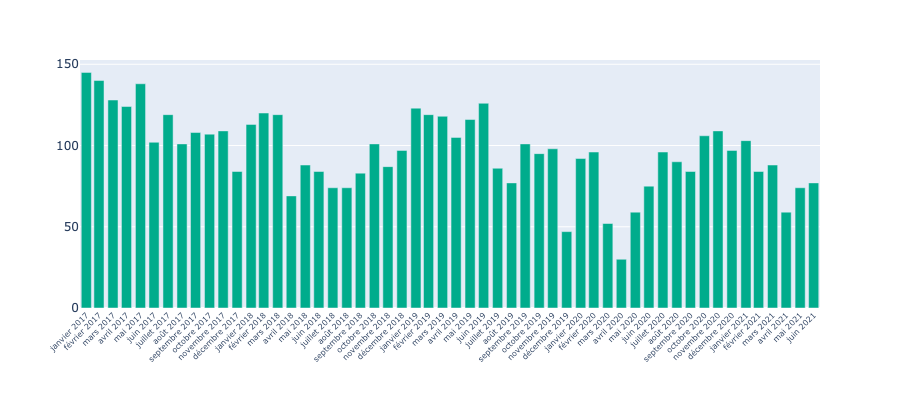 150
100
50
0
janvier 2017
février 2017
mars 2017
avril 2017
mai 2017
juin 2017
juillet 2017
août 2017
septembre 2017
octobre 2017
novembre 2017
décembre 2017
janvier 2018
février 2018
mars 2018
avril 2018
mai 2018
juin 2018
juillet 2018
août 2018
septembre 2018
octobre 2018
novembre 2018
décembre 2018
janvier 2019
février 2019
mars 2019
avril 2019
mai 2019
juin 2019
juillet 2019
août 2019
septembre 2019
octobre 2019
novembre 2019
décembre 2019
janvier 2020
février 2020
mars 2020
avril 2020
mai 2020
juin 2020
juillet 2020
août 2020
septembre 2020
octobre 2020
novembre 2020
décembre 2020
janvier 2021
février 2021
mars 2021
avril 2021
mai 2021
juin 2021